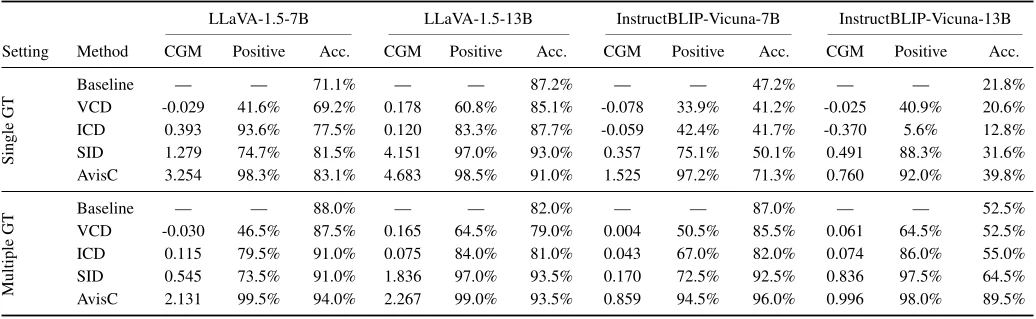 LLaVA-1.5-7B LLaVA-1.5-13B InstructBLIP-Vicuna-7B InstructBLIP-Vicuna-13B
Setting Method CGM Positive Acc. CGM Positive Acc. CGM Positive Acc. CGM Positive Acc.
Single GT
Baseline — — 71.1% — — 87.2% — — 47.2% — — 21.8%
VCD -0.029 41.6% 69.2% 0.178 60.8% 85.1% -0.078 33.9% 41.2% -0.025 40.9% 20.6%
ICD 0.393 93.6% 77.5% 0.120 83.3% 87.7% -0.059 42.4% 41.7% -0.370 5.6% 12.8%
SID 1.279 74.7% 81.5% 4.151 97.0% 93.0% 0.357 75.1% 50.1% 0.491 88.3% 31.6%
AvisC 3.254 98.3% 83.1% 4.683 98.5% 91.0% 1.525 97.2% 71.3% 0.760 92.0% 39.8%
Multiple GT
Baseline — — 88.0% — — 82.0% — — 87.0% — — 52.5%
VCD -0.030 46.5% 87.5% 0.165 64.5% 79.0% 0.004 50.5% 85.5% 0.061 64.5% 52.5%
ICD 0.115 79.5% 91.0% 0.075 84.0% 81.0% 0.043 67.0% 82.0% 0.074 86.0% 55.0%
SID 0.545 73.5% 91.0% 1.836 97.0% 93.5% 0.170 72.5% 92.5% 0.836 97.5% 64.5%
AvisC 2.131 99.5% 94.0% 2.267 99.0% 93.5% 0.859 94.5% 96.0% 0.996 98.0% 89.5%